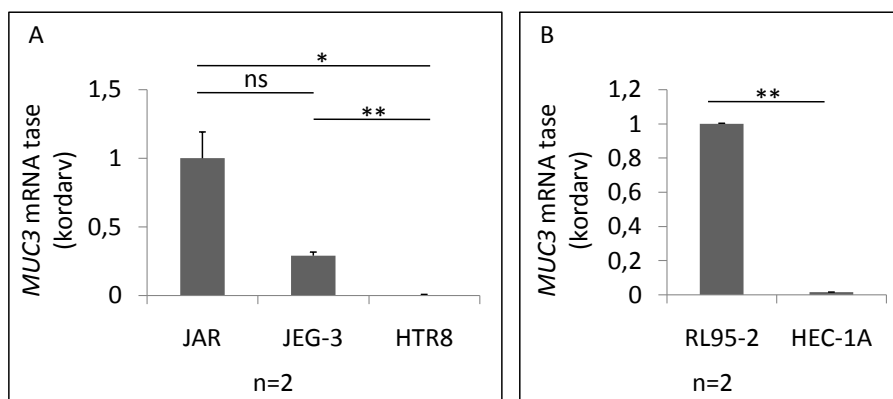 A
*
ns
**
MUC3 mRNA tase
(kordarv)
1,5
1
0,5
0
JAR JEG-3 HTR8
n=2
B
**
MUC3 mRNA tase
(kordarv)
1,2
1
0,8
0,6
0,4
0,2
0
RL95-2 HEC-1A
n=2